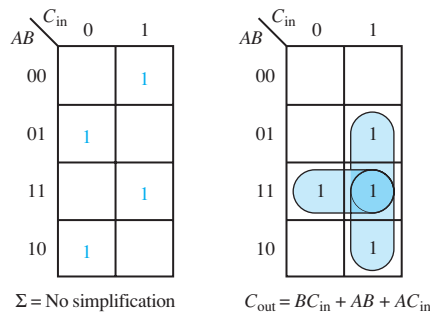 C_in C_in
AB 0 1 AB 0 1
00 1 00
01 1 01 1
11 1 11 1 1
10 1 10 1
Σ = No simplification C_out = BC_in + AB + AC_in